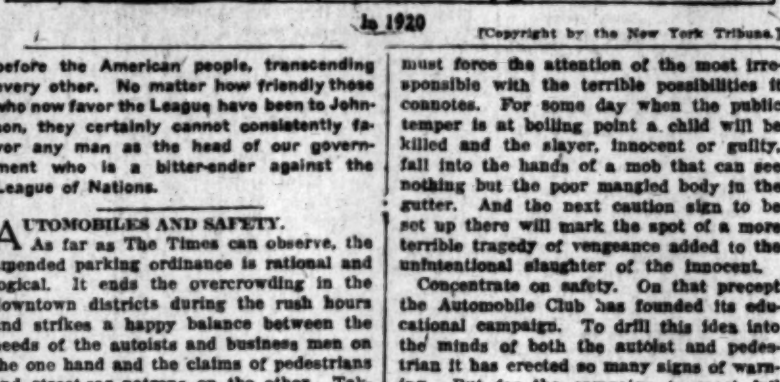 In 1920
[Copyright by the New York Tribune.]
before the American people, transcending
every other. No matter how friendly those
who now favor the League have been to John-
son, they certainly cannot consistently fa-
vor any man as the head of our govern-
ment who is a bitter-ender against the
League of Nations.
AUTOMOBILES AND SAFETY.
As far as The Times can observe, the
amended parking ordinance is rational and
logical. It ends the overcrowding in the
downtown districts during the rush hours
and strikes a happy balance between the
needs of the autoists and business men on
the one hand and the claims of pedestrians
and on the other.
must force the attention of the most irre-
sponsible with the terrible possibilities it
connotes. For some day when the public
temper is at boiling point a child will be
killed and the slayer, innocent or guilty,
fall into the hands of a mob that can see
nothing but the poor mangled body in the
gutter. And the next caution sign to be
set up there will mark the spot of a more
terrible tragedy of vengeance added to the
unintentional slaughter of the innocent.
Concentrate on safety. On that precept
the Automobile Club has founded its edu-
cational campaign. To drill this idea into
the minds of both the autoist and pedes-
trian it has erected so many signs of warn-